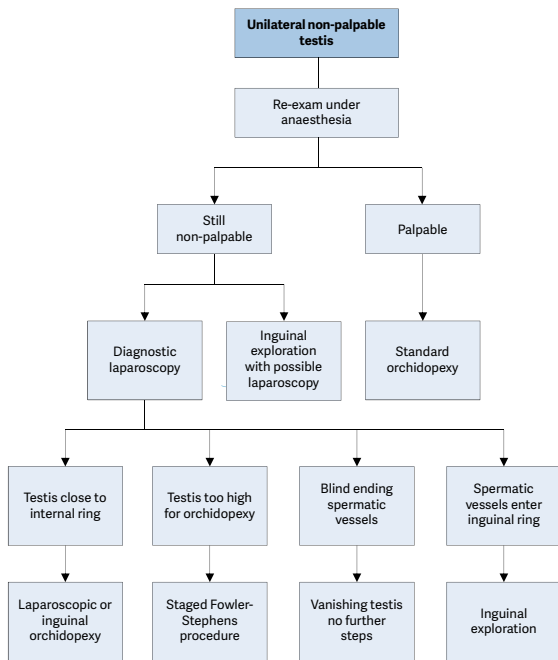 Unilateral non-palpable
testis
Re-exam under
anaesthesia
Still
non-palpable
Palpable
Diagnostic
laparoscopy
Inguinal
exploration
with possible
laparoscopy
Standard
orchidopexy
Testis close to
internal ring
Testis too high
for orchidopexy
Blind ending
spermatic
vessels
Spermatic
vessels enter
inguinal ring
Laparoscopic or
inguinal
orchidopexy
Staged Fowler-
Stephens
procedure
Vanishing testis
no further
steps
Inguinal
exploration